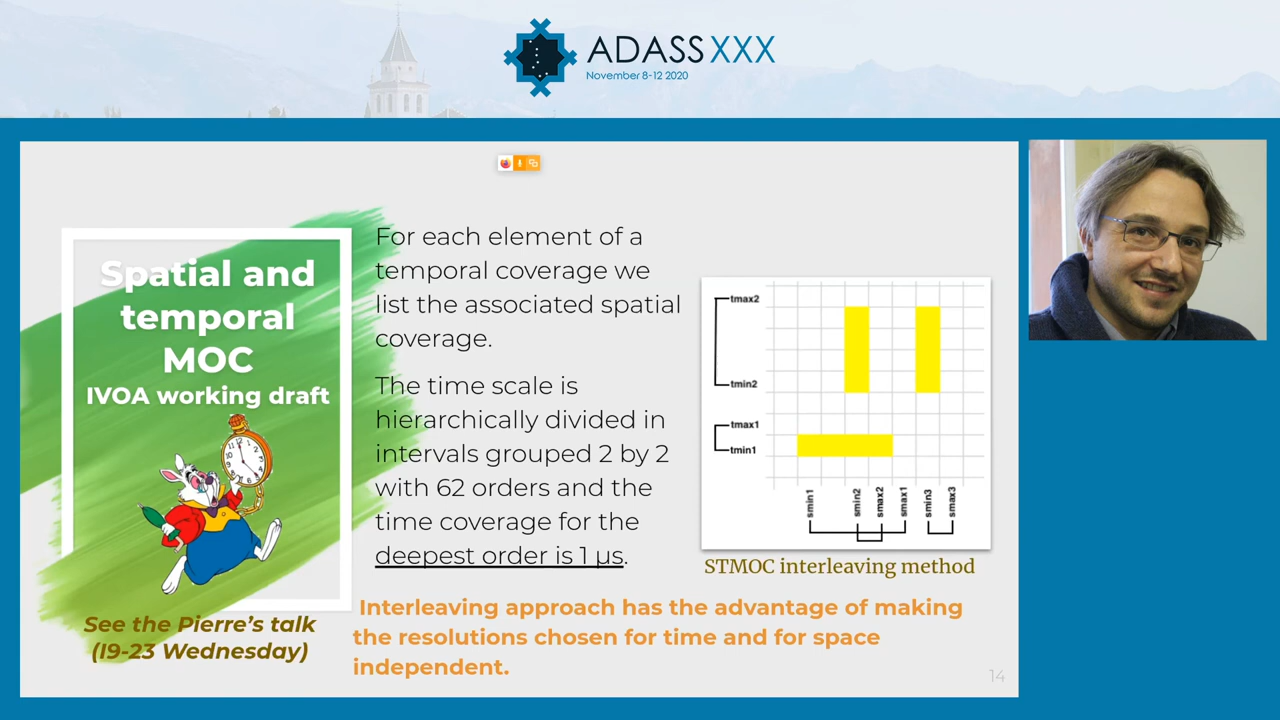 ADASS XXX
November 8-12 2020
Spatial and
temporal
MOC
IVOA working draft
See the Pierre's talk
(I9-23 Wednesday)
For each element of a
temporal coverage we
list the associated spatial
coverage.
The time scale is
hierarchically divided in
intervals grouped 2 by 2
with 62 orders and the
time coverage for the
deepest order is 1 µs.
tmax2
tmin2
tmax1
tmin1
smin1
smin2
smax2
smax1
smin3
smax3
STMOC interleaving method
Interleaving approach has the advantage of making
the resolutions chosen for time and for space
independent.
14